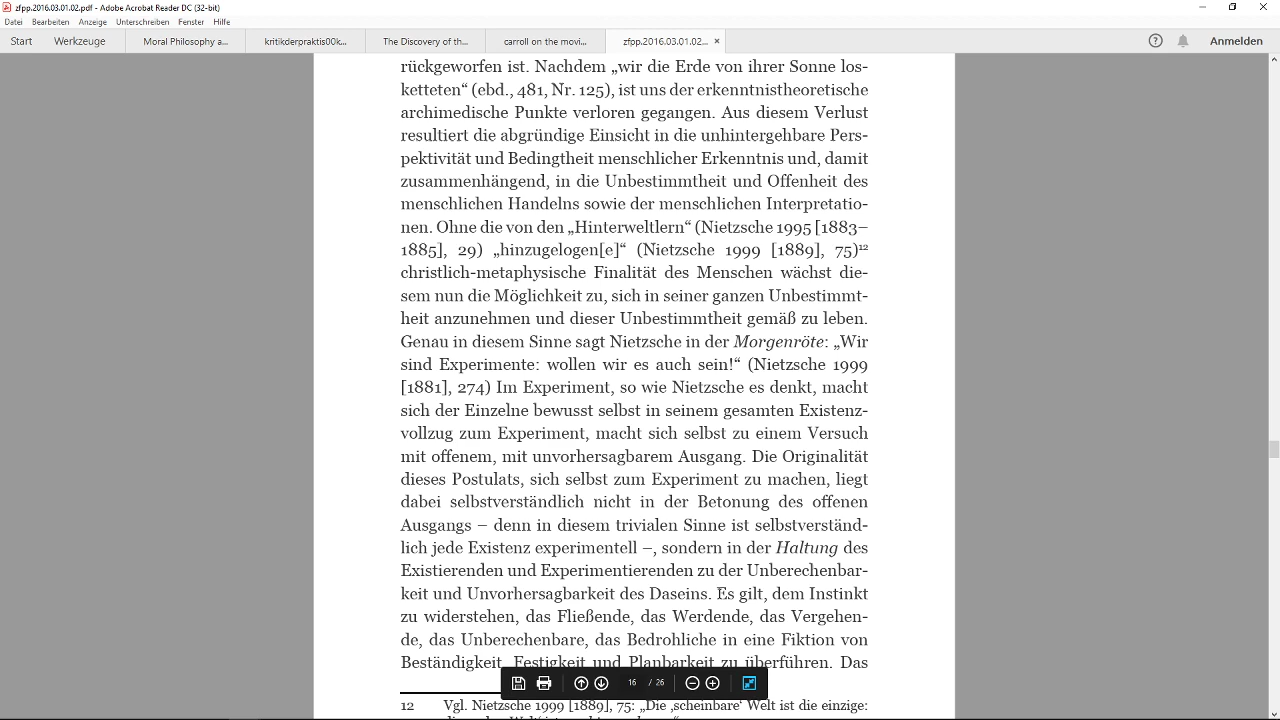 zfpp.2016.03.01.02.pdf - Adobe Acrobat Reader DC (32-bit)
Datei Bearbeiten Anzeige Unterschreiben Fenster Hilfe
Start Werkzeuge Moral Philosophy a... kritikderpraktis00k... The Discovery of th... carroll on the movi... zfpp.2016.03.01.02... × Anmelden
rückgeworfen ist. Nachdem „wir die Erde von ihrer Sonne los-
ketteten“ (ebd., 481, Nr. 125), ist uns der erkenntnistheoretische
archimedische Punkte verloren gegangen. Aus diesem Verlust
resultiert die abgründige Einsicht in die unhintergehbare Pers-
pektivität und Bedingtheit menschlicher Erkenntnis und, damit
zusammenhängend, in die Unbestimmtheit und Offenheit des
menschlichen Handelns sowie der menschlichen Interpretatio-
nen. Ohne die von den „Hinterweltlern“ (Nietzsche 1995 [1883–
1885], 29) „hinzugelogen[e]“ (Nietzsche 1999 [1889], 75)¹²
christlich-metaphysische Finalität des Menschen wächst die-
sem nun die Möglichkeit zu, sich in seiner ganzen Unbestimmt-
heit anzunehmen und dieser Unbestimmtheit gemäß zu leben.
Genau in diesem Sinne sagt Nietzsche in der Morgenröte: „Wir
sind Experimente: wollen wir es auch sein!“ (Nietzsche 1999
[1881], 274) Im Experiment, so wie Nietzsche es denkt, macht
sich der Einzelne bewusst selbst in seinem gesamten Existenz-
vollzug zum Experiment, macht sich selbst zu einem Versuch
mit offenem, mit unvorhersagbarem Ausgang. Die Originalität
dieses Postulats, sich selbst zum Experiment zu machen, liegt
dabei selbstverständlich nicht in der Betonung des offenen
Ausgangs – denn in diesem trivialen Sinne ist selbstverständ-
lich jede Existenz experimentell –, sondern in der Haltung des
Existierenden und Experimentierenden zu der Unberechenbar-
keit und Unvorhersagbarkeit des Daseins. Es gilt, dem Instinkt
zu widerstehen, das Fließende, das Werdende, das Vergehen-
de, das Unberechenbare, das Bedrohliche in eine Fiktion von
Beständigkeit, Festigkeit und Planbarkeit zu überführen. Das
16 / 26
12 Vgl. Nietzsche 1999 [1889], 75: „Die ‚scheinbare‘ Welt ist die einzige: